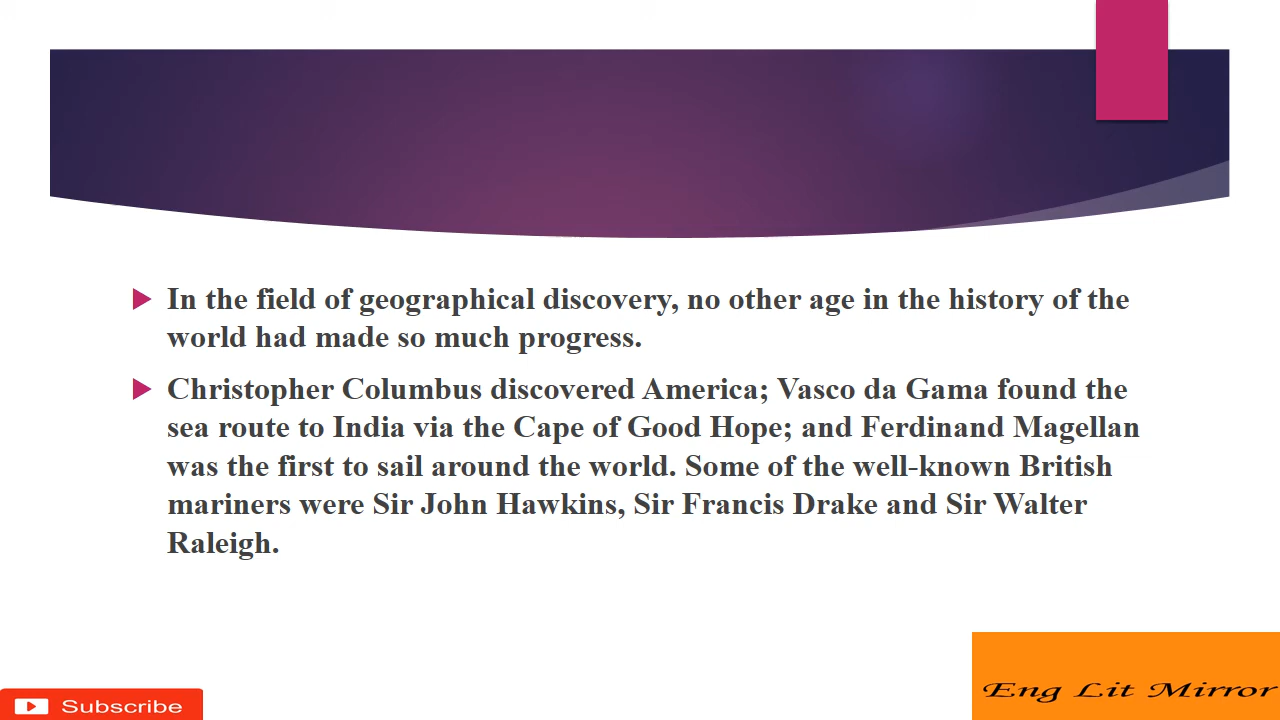 In the field of geographical discovery, no other age in the history of the
world had made so much progress.
Christopher Columbus discovered America; Vasco da Gama found the
sea route to India via the Cape of Good Hope; and Ferdinand Magellan
was the first to sail around the world. Some of the well-known British
mariners were Sir John Hawkins, Sir Francis Drake and Sir Walter
Raleigh.
Subscribe
Eng Lit Mirror